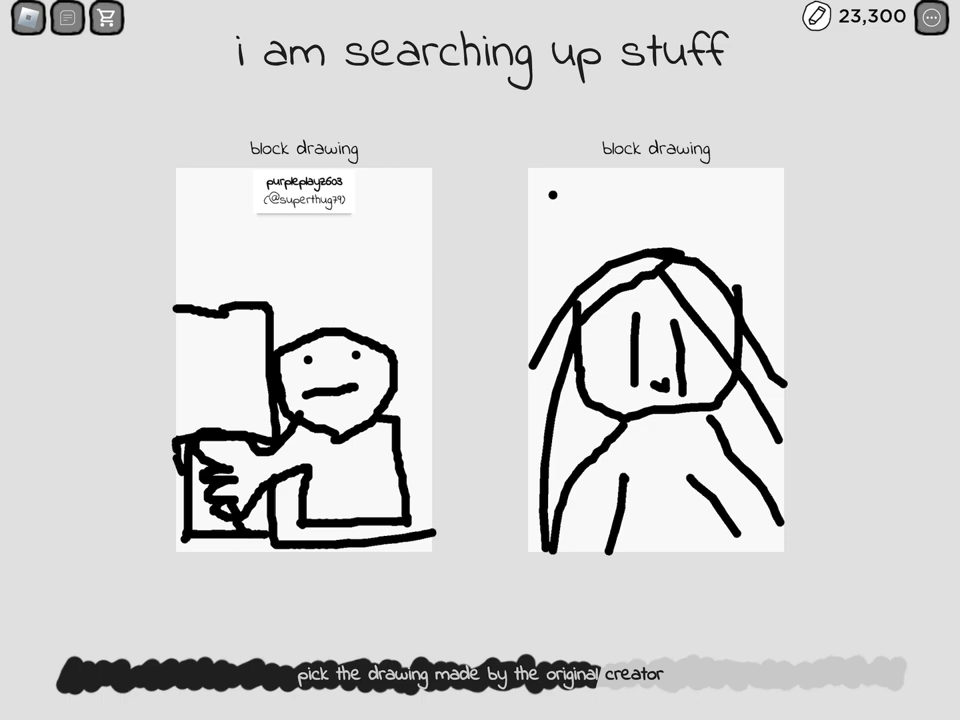 23,300
i am searching up stuff
block drawing
block drawing
purpleplayz603
(@superthug79)
pick the drawing made by the original creator